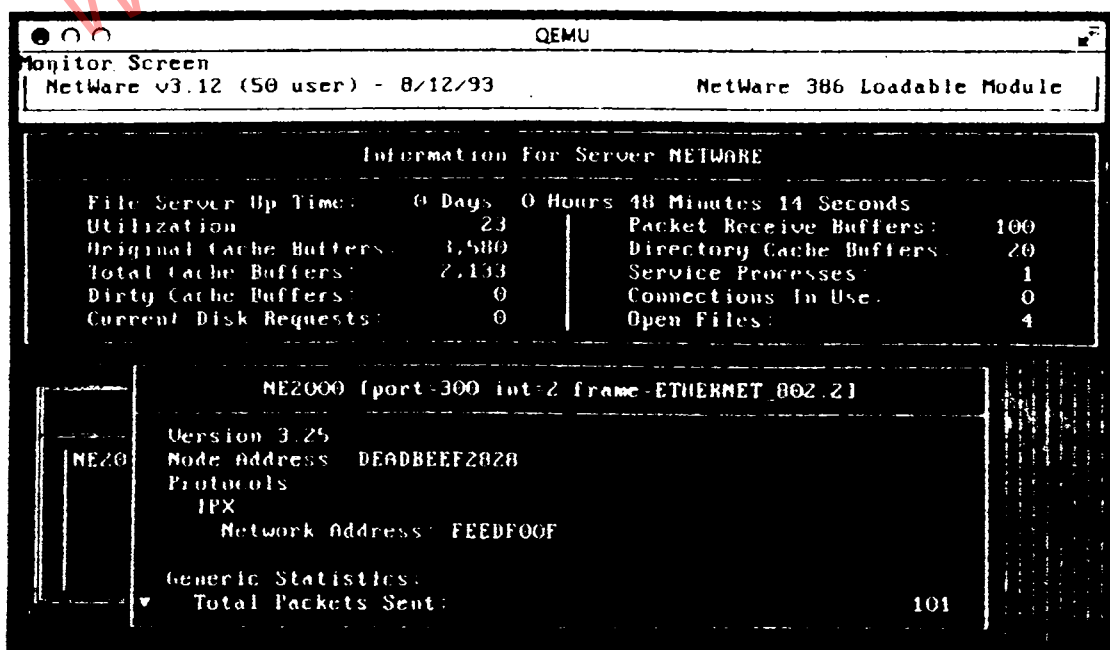 QEMU
Monitor Screen
NetWare v3.12 (50 user) - 8/12/93 NetWare 386 Loadable Module
Information For Server NETWARE
File Server Up Time: 0 Days 0 Hours 48 Minutes 14 Seconds
Utilization 23 Packet Receive Buffers: 100
Original Cache Buffers: 3,580 Directory Cache Buffers: 20
Total Cache Buffers: 2,133 Service Processes: 1
Dirty Cache Buffers: 0 Connections In Use: 0
Current Disk Requests: 0 Open Files: 4
NE2000 [port=300 int=2 frame=ETHERNET_802.2]
Version 3.25
NE20 Node Address DEADBEEF2828
Protocols
IPX
Network Address: FEEDF00F
Generic Statistics:
Total Packets Sent: 101